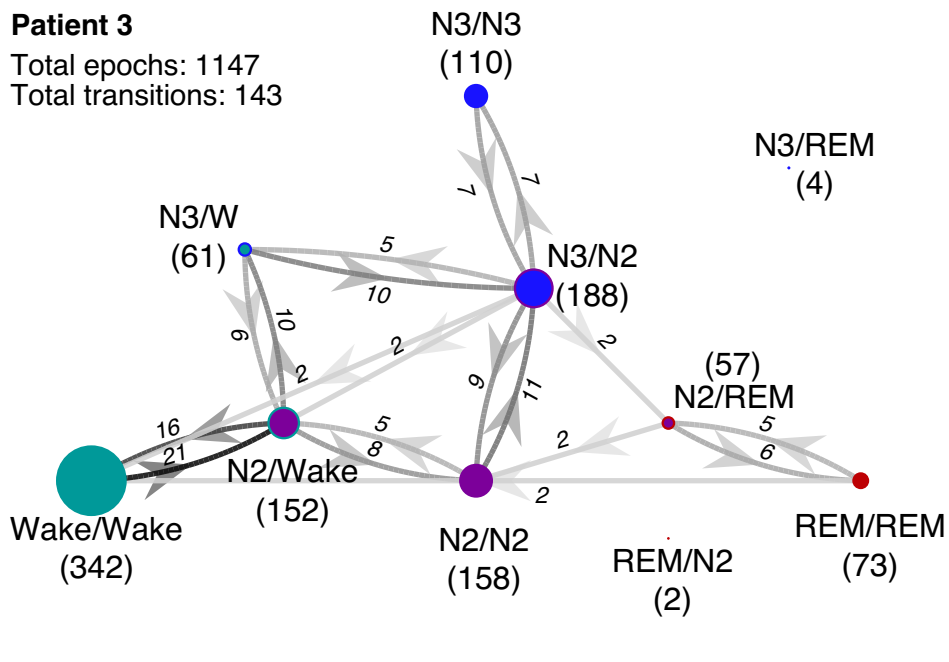 Patient 3
Total epochs: 1147
Total transitions: 143
N3/N3
(110)
N3/REM
(4)
7
7
N3/W
(61)
5
10
N3/N2
(188)
6
10
2
2
2
9
11
(57)
N2/REM
16
21
5
8
2
5
6
N2/Wake
(152)
2
Wake/Wake
(342)
N2/N2
(158)
REM/N2
(2)
REM/REM
(73)